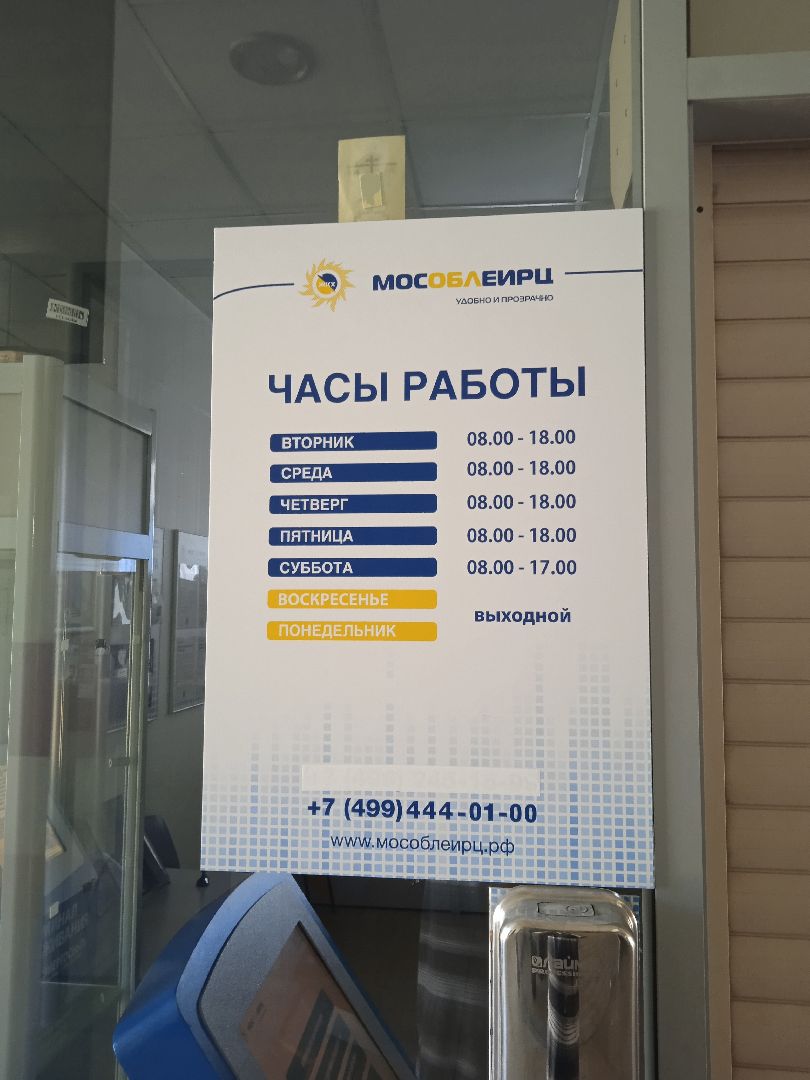 ЖКХ МОСОБЛЕИРЦ
УДОБНО И ПРОЗРАЧНО
ЧАСЫ РАБОТЫ
ВТОРНИК 08.00 - 18.00
СРЕДА 08.00 - 18.00
ЧЕТВЕРГ 08.00 - 18.00
ПЯТНИЦА 08.00 - 18.00
СУББОТА 08.00 - 17.00
ВОСКРЕСЕНЬЕ
ВЫХОДНОЙ
ПОНЕДЕЛЬНИК
+7 (499) 444-01-00
www.мособлеирц.рф
ЛАЙМ